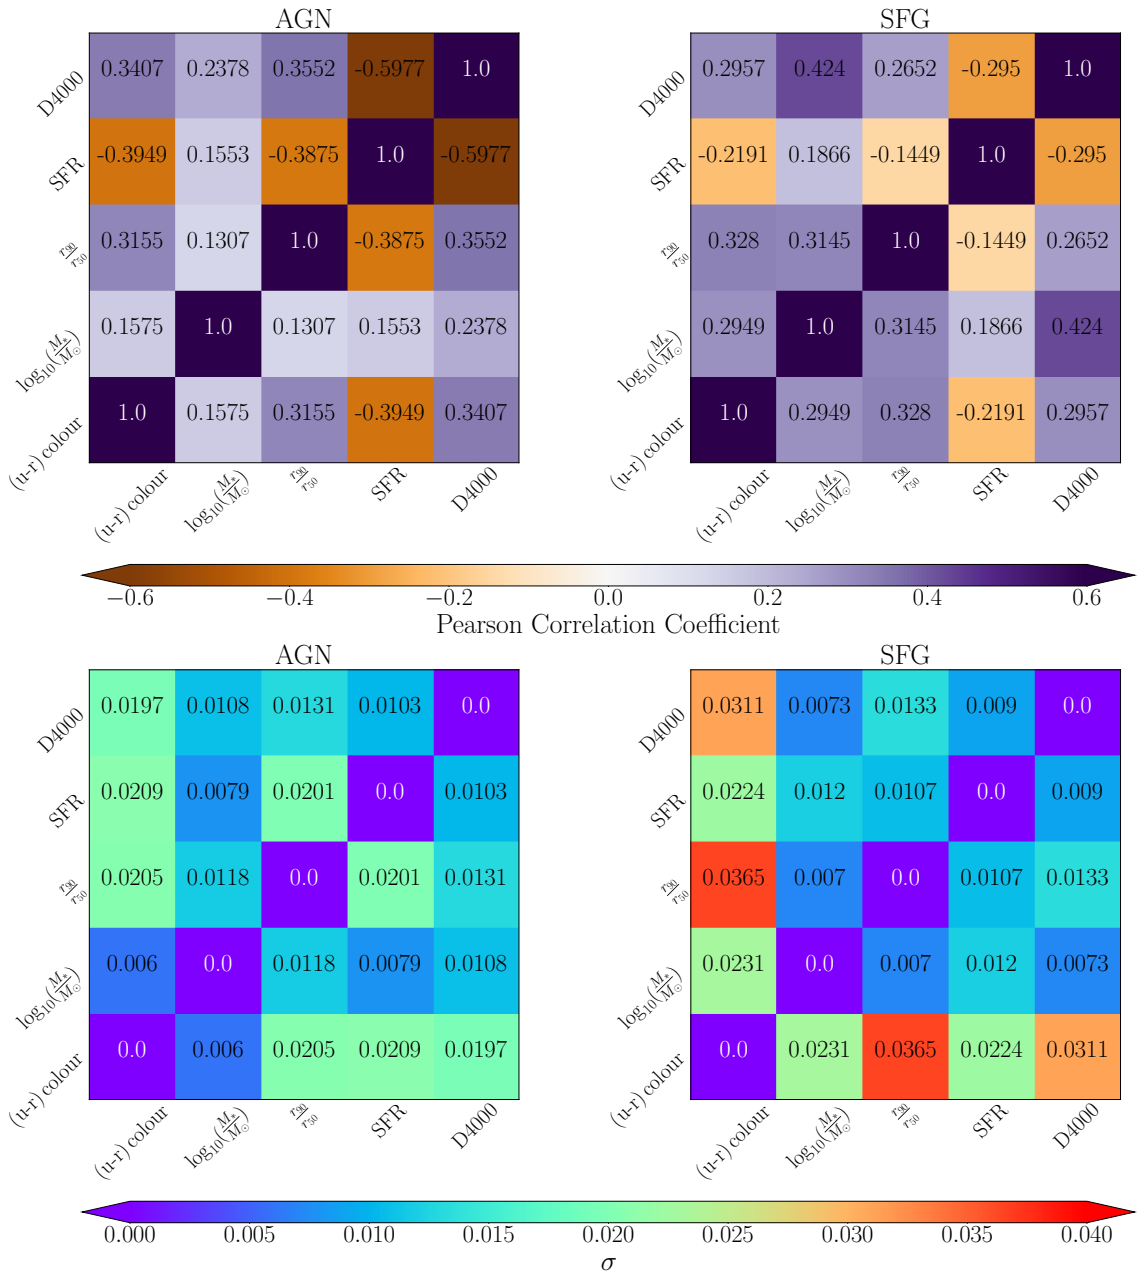 AGN SFG
D4000 0.3407 0.2378 0.3552 -0.5977 1.0 D4000 0.2957 0.424 0.2652 -0.295 1.0
SFR -0.3949 0.1553 -0.3875 1.0 -0.5977 SFR -0.2191 0.1866 -0.1449 1.0 -0.295
r90/r50 0.3155 0.1307 1.0 -0.3875 0.3552 r90/r50 0.328 0.3145 1.0 -0.1449 0.2652
log10(M*/M⊙) 0.1575 1.0 0.1307 0.1553 0.2378 log10(M*/M⊙) 0.2949 1.0 0.3145 0.1866 0.424
(u-r) colour 1.0 0.1575 0.3155 -0.3949 0.3407 (u-r) colour 1.0 0.2949 0.328 -0.2191 0.2957
(u-r) colour log10(M*/M⊙) r90/r50 SFR D4000 (u-r) colour log10(M*/M⊙) r90/r50 SFR D4000
−0.6 −0.4 −0.2 0.0 0.2 0.4 0.6
Pearson Correlation Coefficient
AGN SFG
D4000 0.0197 0.0108 0.0131 0.0103 0.0 D4000 0.0311 0.0073 0.0133 0.009 0.0
SFR 0.0209 0.0079 0.0201 0.0 0.0103 SFR 0.0224 0.012 0.0107 0.0 0.009
r90/r50 0.0205 0.0118 0.0 0.0201 0.0131 r90/r50 0.0365 0.007 0.0 0.0107 0.0133
log10(M*/M⊙) 0.006 0.0 0.0118 0.0079 0.0108 log10(M*/M⊙) 0.0231 0.0 0.007 0.012 0.0073
(u-r) colour 0.0 0.006 0.0205 0.0209 0.0197 (u-r) colour 0.0 0.0231 0.0365 0.0224 0.0311
(u-r) colour log10(M*/M⊙) r90/r50 SFR D4000 (u-r) colour log10(M*/M⊙) r90/r50 SFR D4000
0.000 0.005 0.010 0.015 0.020 0.025 0.030 0.035 0.040
σ